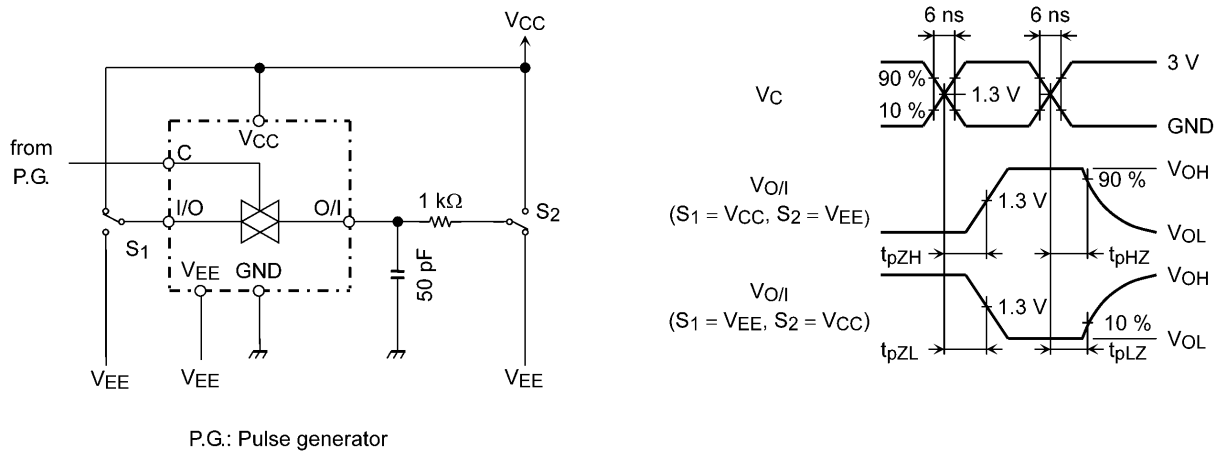 VCC
from
P.G.
C
VCC
I/O
O/I
1 kΩ
S1
S2
VEE
GND
50 pF
VEE
VEE
VEE
P.G.: Pulse generator
6 ns
6 ns
VC
90 %
10 %
1.3 V
3 V
GND
VO/I
(S1 = VCC, S2 = VEE)
1.3 V
90 %
VOH
VOL
tpZH
tpHZ
VO/I
(S1 = VEE, S2 = VCC)
1.3 V
10 %
VOH
VOL
tpZL
tpLZ